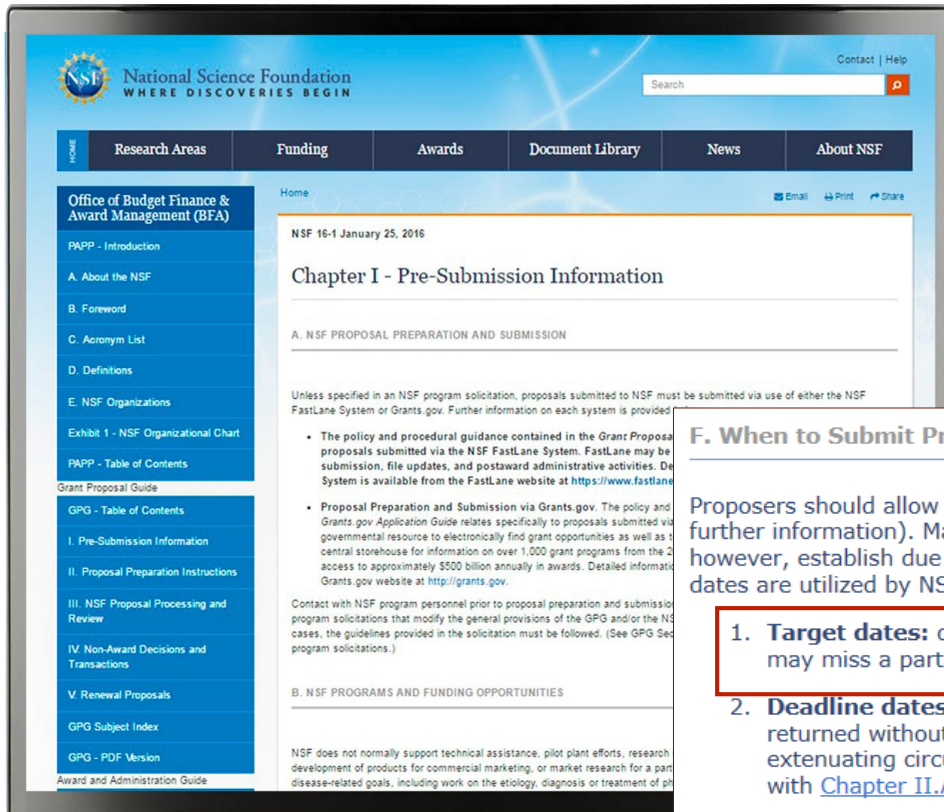 Contact | Help
NSF
National Science Foundation
WHERE DISCOVERIES BEGIN
Search
HOME
Research Areas
Funding
Awards
Document Library
News
About NSF
Office of Budget Finance &
Award Management (BFA)
PAPP - Introduction
A. About the NSF
B. Foreword
C. Acronym List
D. Definitions
E. NSF Organizations
Exhibit 1 - NSF Organizational Chart
PAPP - Table of Contents
Grant Proposal Guide
GPG - Table of Contents
I. Pre-Submission Information
II. Proposal Preparation Instructions
III. NSF Proposal Processing and
Review
IV. Non-Award Decisions and
Transactions
V. Renewal Proposals
GPG Subject Index
GPG - PDF Version
Award and Administration Guide
Home
Email Print Share
NSF 16-1 January 25, 2016
Chapter I - Pre-Submission Information
A. NSF PROPOSAL PREPARATION AND SUBMISSION
Unless specified in an NSF program solicitation, proposals submitted to NSF must be submitted via use of either the NSF
FastLane System or Grants.gov. Further information on each system is provided
• The policy and procedural guidance contained in the Grant Proposa
proposals submitted via the NSF FastLane System. FastLane may be
submission, file updates, and postaward administrative activities. De
System is available from the FastLane website at https://www.fastlane
• Proposal Preparation and Submission via Grants.gov. The policy and
Grants.gov Application Guide relates specifically to proposals submitted via
governmental resource to electronically find grant opportunities as well as t
central storehouse for information on over 1,000 grant programs from the 2
access to approximately $500 billion annually in awards. Detailed informatio
Grants.gov website at http://grants.gov.
Contact with NSF program personnel prior to proposal preparation and submission
program solicitations that modify the general provisions of the GPG and/or the NS
cases, the guidelines provided in the solicitation must be followed. (See GPG Sec
program solicitations.)
B. NSF PROGRAMS AND FUNDING OPPORTUNITIES
NSF does not normally support technical assistance, pilot plant efforts, research
development of products for commercial marketing, or market research for a part
disease-related goals, including work on the etiology, diagnosis or treatment of ph
F. When to Submit Pr
Proposers should allow
further information). Ma
however, establish due
dates are utilized by NS
1. Target dates: d
may miss a part
2. Deadline dates
returned without
extenuating circu
with Chapter II.A